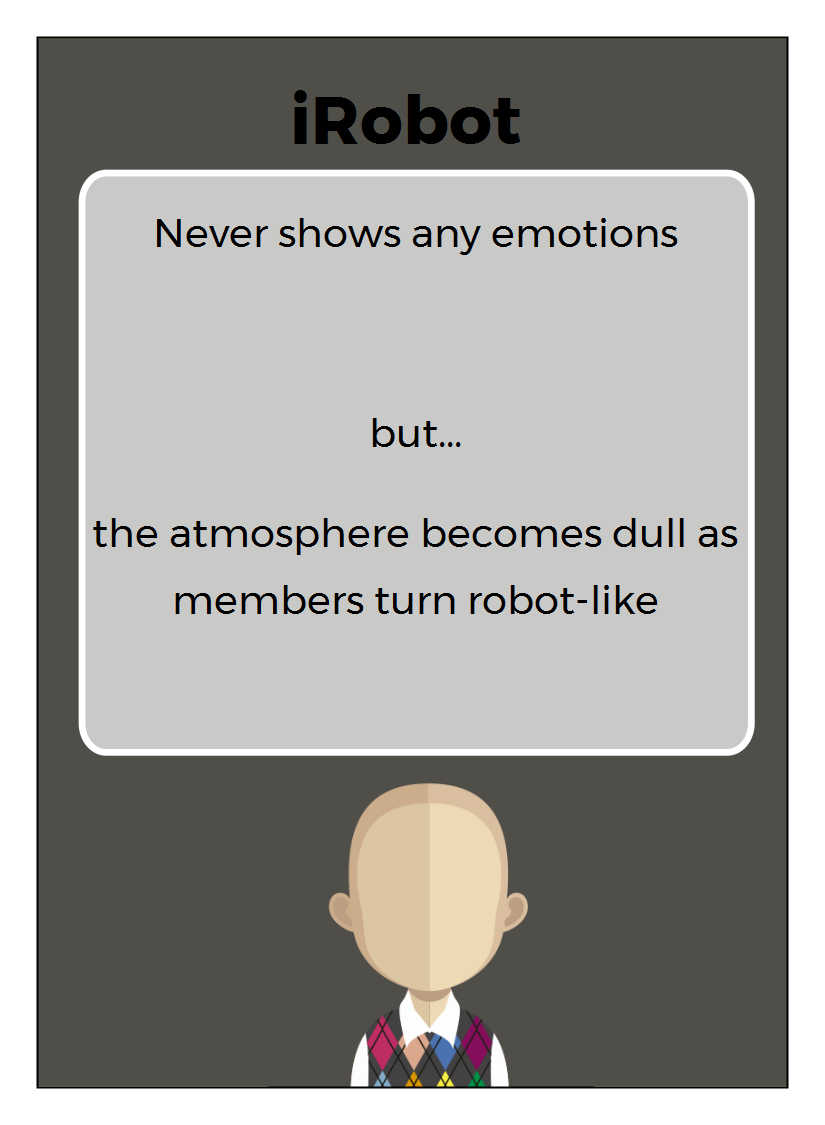 iRobot
Never shows any emotions
but...
the atmosphere becomes dull as
members turn robot-like